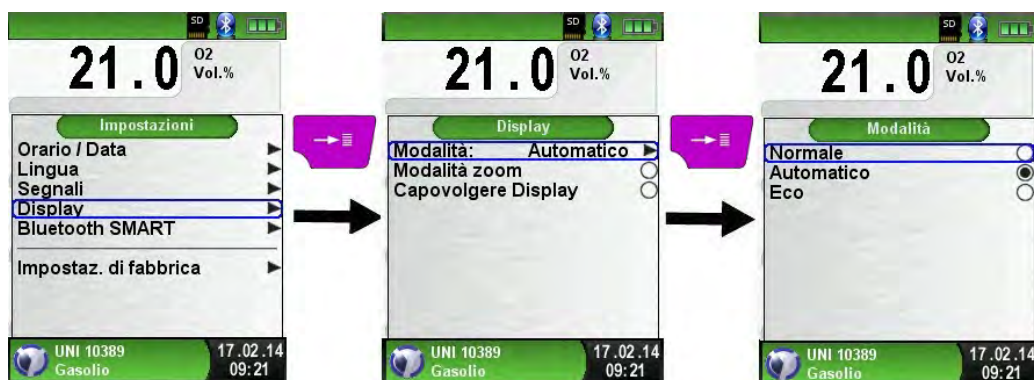 SD
21.0 O2
Vol.%
Impostazioni
Orario / Data
Lingua
Segnali
Display
Bluetooth SMART
Impostaz. di fabbrica
UNI 10389
Gasolio
17.02.14
09:21
SD
21.0 O2
Vol.%
Display
Modalità: Automatico
Modalità zoom
Capovolgere Display
UNI 10389
Gasolio
17.02.14
09:21
SD
21.0 O2
Vol.%
Modalità
Normale
Automatico
Eco
UNI 10389
Gasolio
17.02.14
09:21